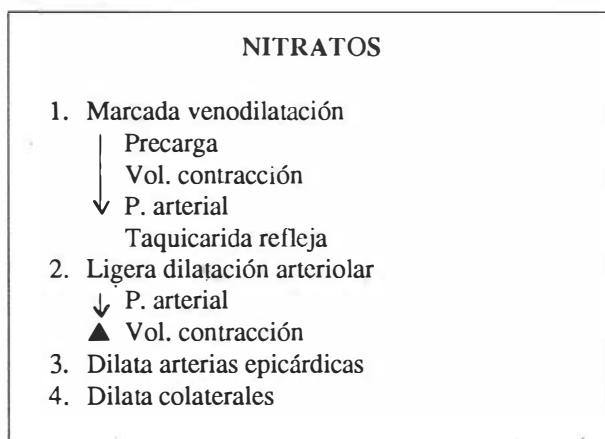 NITRATOS
1. Marcada venodilatación
Precarga
Vol. contracción
P. arterial
Taquicarida refleja
2. Ligera dilatación arteriolar
↓ P. arterial
▲ Vol. contracción
3. Dilata arterias epicárdicas
4. Dilata colaterales